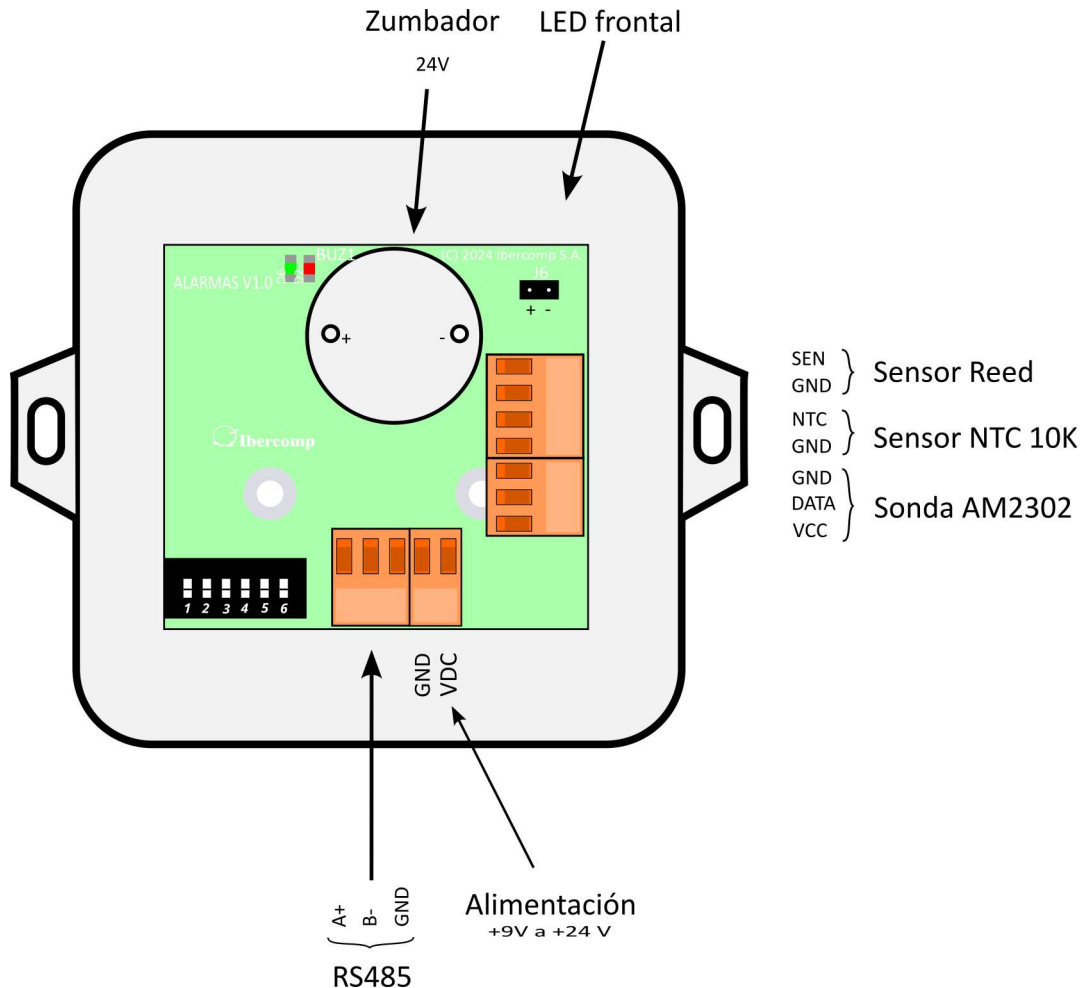 Zumbador
24V
LED frontal
BUZ1
(C) 2024 Ibercomp S.A.
ALARMAS V1.0
J6
+ -
+
-
Ibercomp
SEN
GND
Sensor Reed
NTC
GND
Sensor NTC 10K
GND
DATA
VCC
Sonda AM2302
1 2 3 4 5 6
GND
VDC
A+
B-
GND
RS485
Alimentación
+9V a +24 V